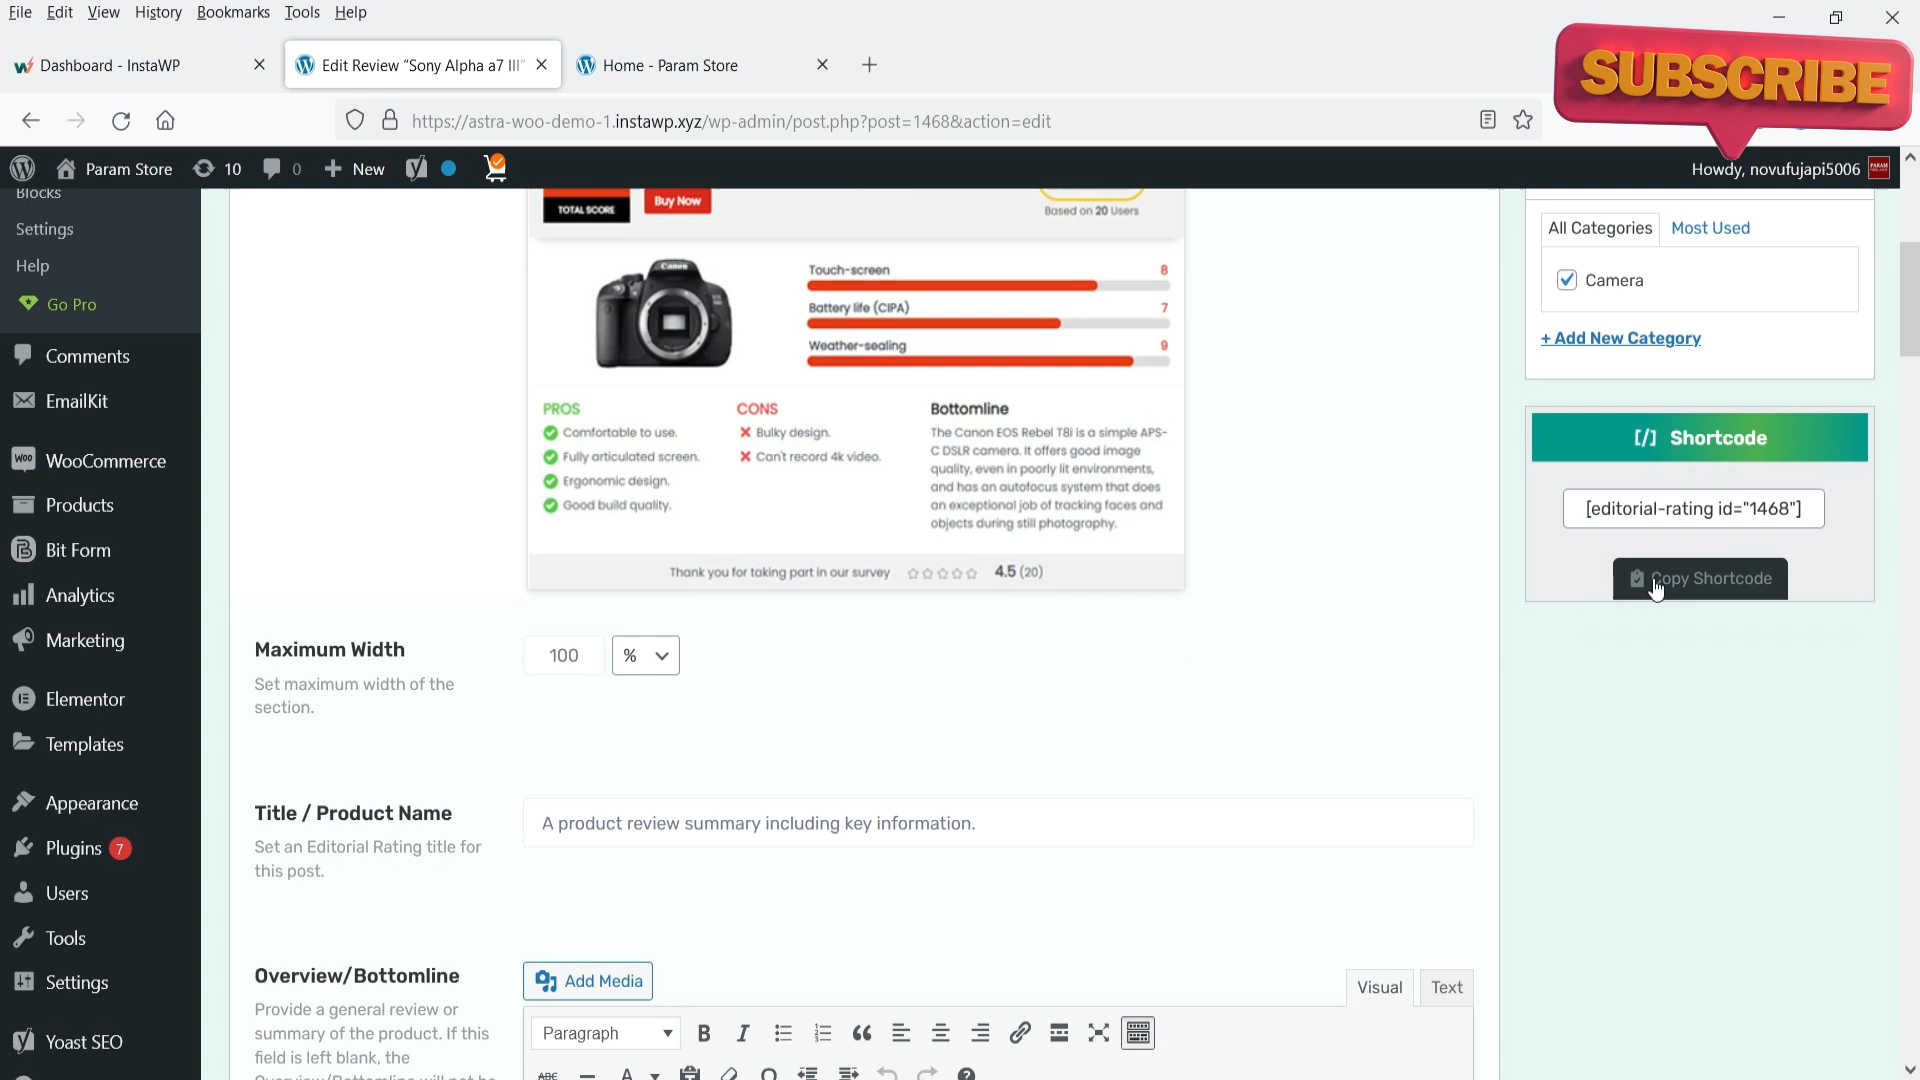 File Edit View History Bookmarks Tools Help
Dashboard - InstaWP
Edit Review “Sony Alpha a7 III”
Home - Param Store
SUBSCRIBE
https://astra-woo-demo-1.instawp.xyz/wp-admin/post.php?post=1468&action=edit
Param Store 10 0 New
Howdy, novufujapi5006
Blocks
Settings
Help
Go Pro
Comments
EmailKit
WooCommerce
Products
Bit Form
Analytics
Marketing
Elementor
Templates
Appearance
Plugins 7
Users
Tools
Settings
Yoast SEO
TOTAL SCORE
Buy Now
Based on 20 Users
Canon
Touch-screen 8
Battery life (CIPA) 7
Weather-sealing 9
PROS
Comfortable to use.
Fully articulated screen.
Ergonomic design.
Good build quality.
CONS
Bulky design.
Can't record 4k video.
Bottomline
The Canon EOS Rebel T8i is a simple APS-
C DSLR camera. It offers good image
quality, even in poorly lit environments,
and has an autofocus system that does
an exceptional job of tracking faces and
objects during still photography.
Thank you for taking part in our survey 4.5 (20)
Maximum Width
Set maximum width of the
section.
100 %
Title / Product Name
Set an Editorial Rating title for
this post.
A product review summary including key information.
Overview/Bottomline
Provide a general review or
summary of the product. If this
field is left blank, the
Overview/Bottomline will not be
Add Media
Visual Text
Paragraph
All Categories Most Used
Camera
+ Add New Category
[/] Shortcode
[editorial-rating id="1468"]
Copy Shortcode